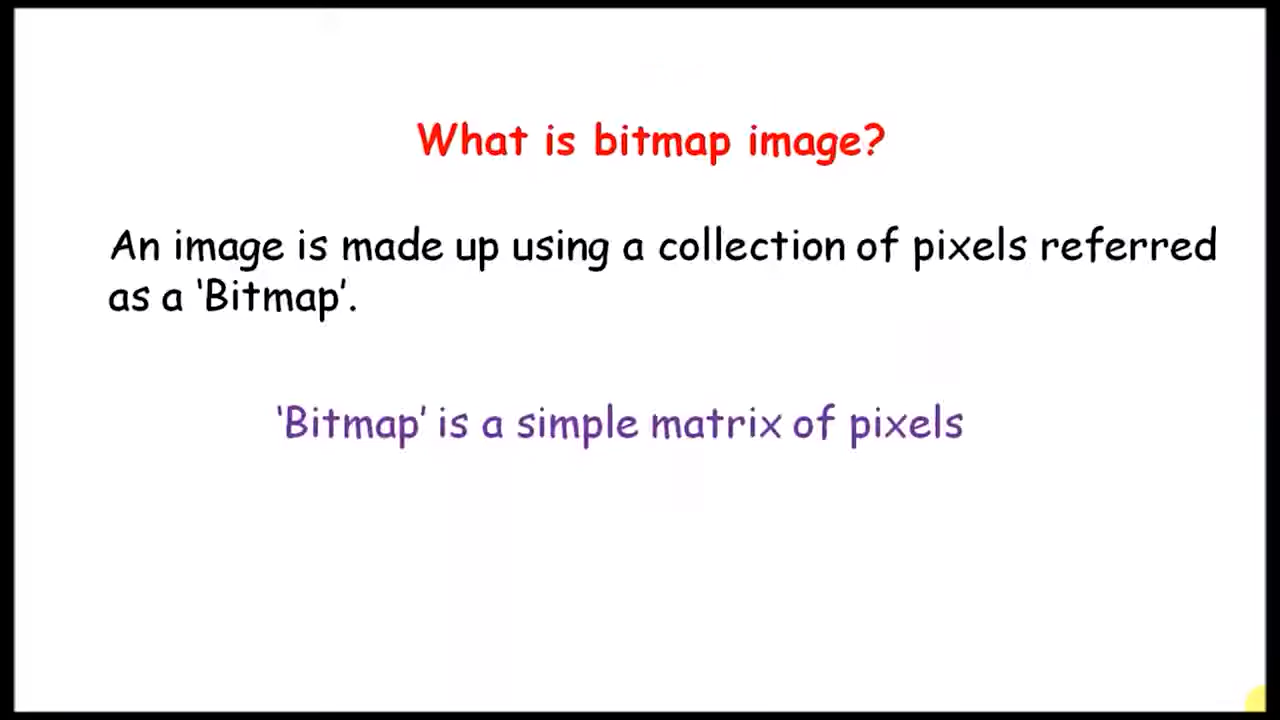 What is bitmap image?
An image is made up using a collection of pixels referred
as a ‘Bitmap’.
‘Bitmap’ is a simple matrix of pixels